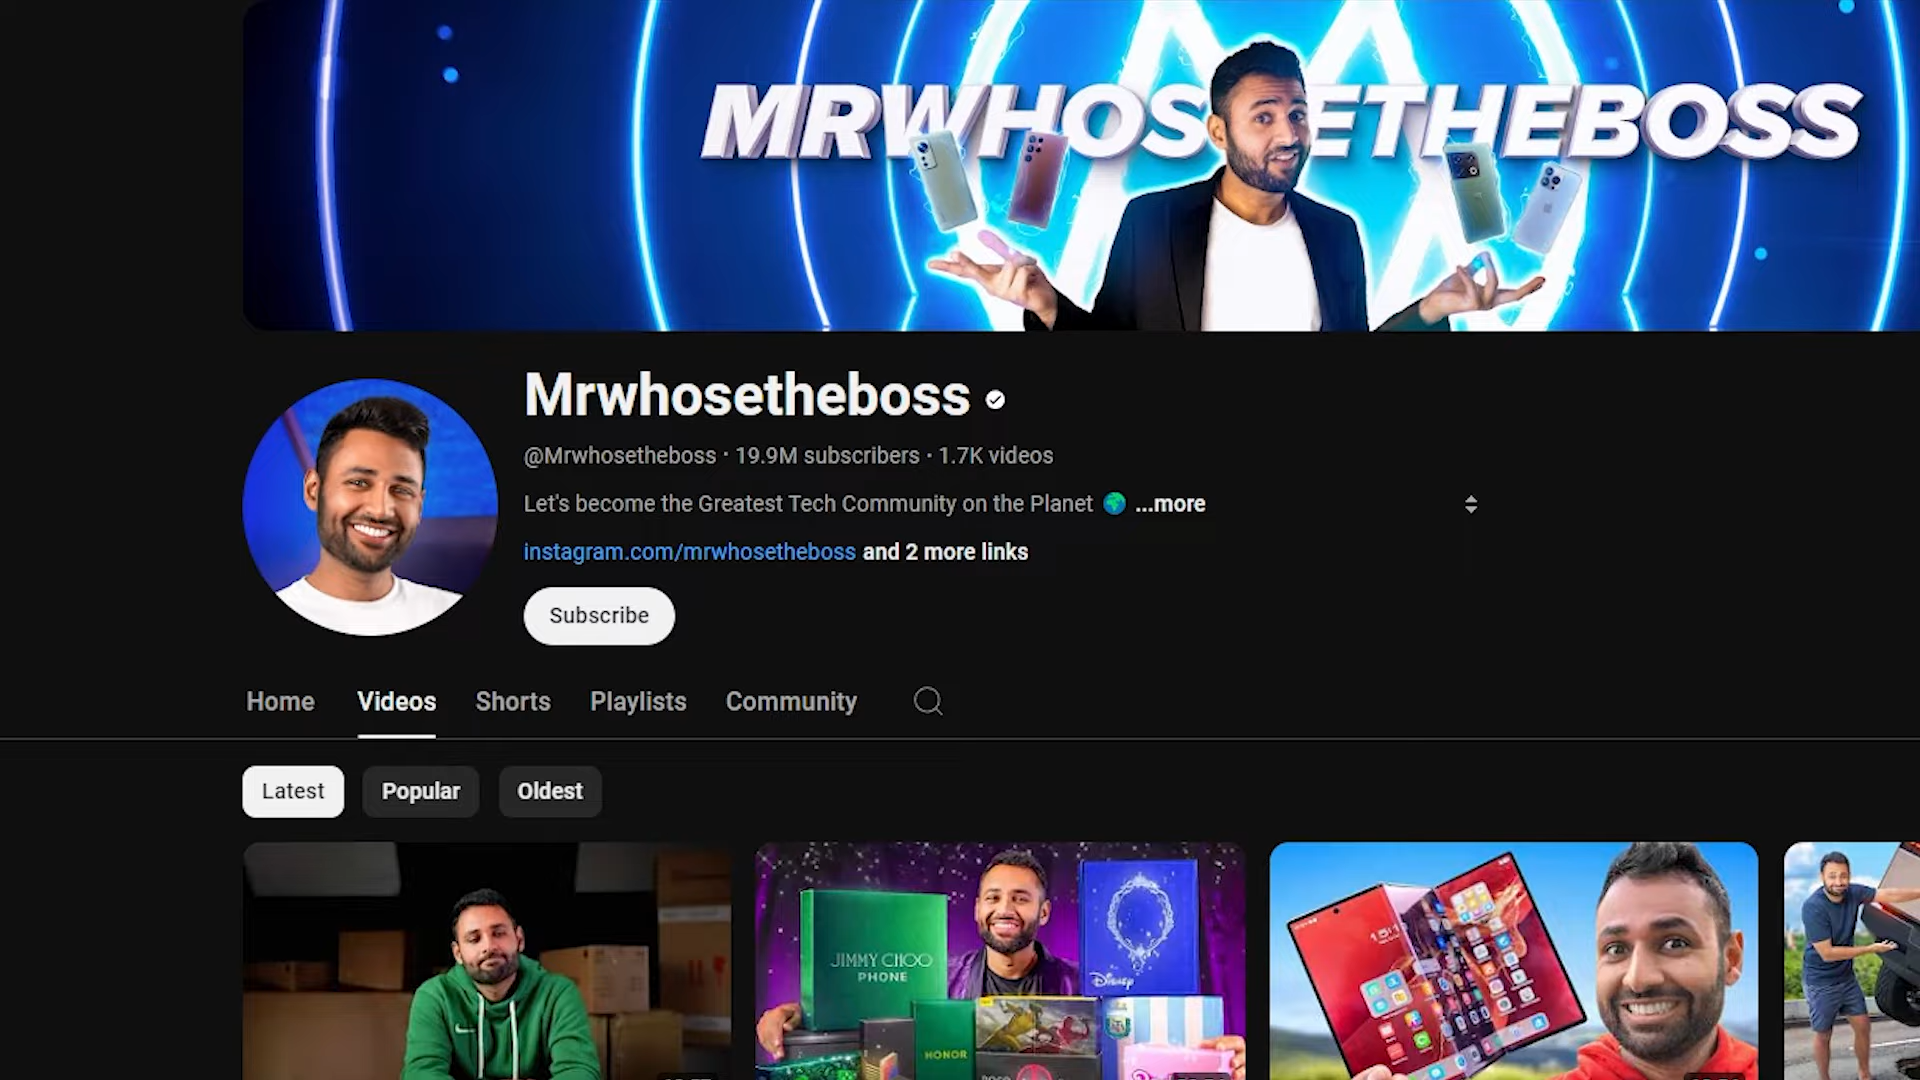 MRWHOSETHEBOSS
Mrwhosetheboss
@Mrwhosetheboss · 19.9M subscribers · 1.7K videos
Let's become the Greatest Tech Community on the Planet 🌍 ...more
instagram.com/mrwhosetheboss and 2 more links
Subscribe
Home Videos Shorts Playlists Community
Latest Popular Oldest
JIMMY CHOO
PHONE
Disney
HONOR